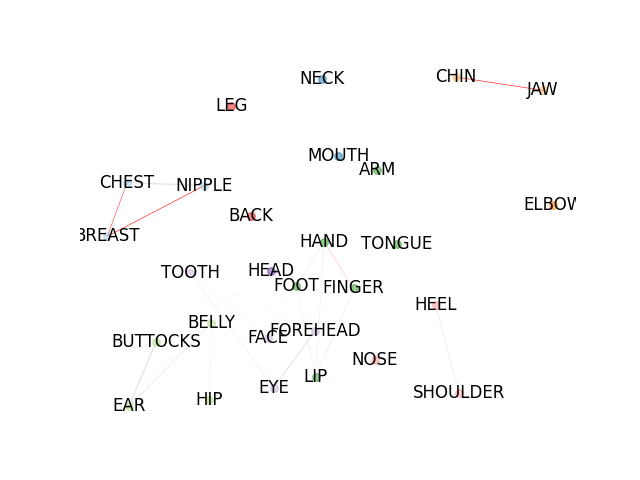 CHIN
NECK
JAW
LEG
MOUTH
ARM
CHEST
NIPPLE
ELBOW
BACK
BREAST
HAND
TONGUE
TOOTH
HEAD
FOOT
FINGER
HEEL
BELLY
FOREHEAD
FACE
BUTTOCKS
NOSE
LIP
EYE
SHOULDER
HIP
EAR